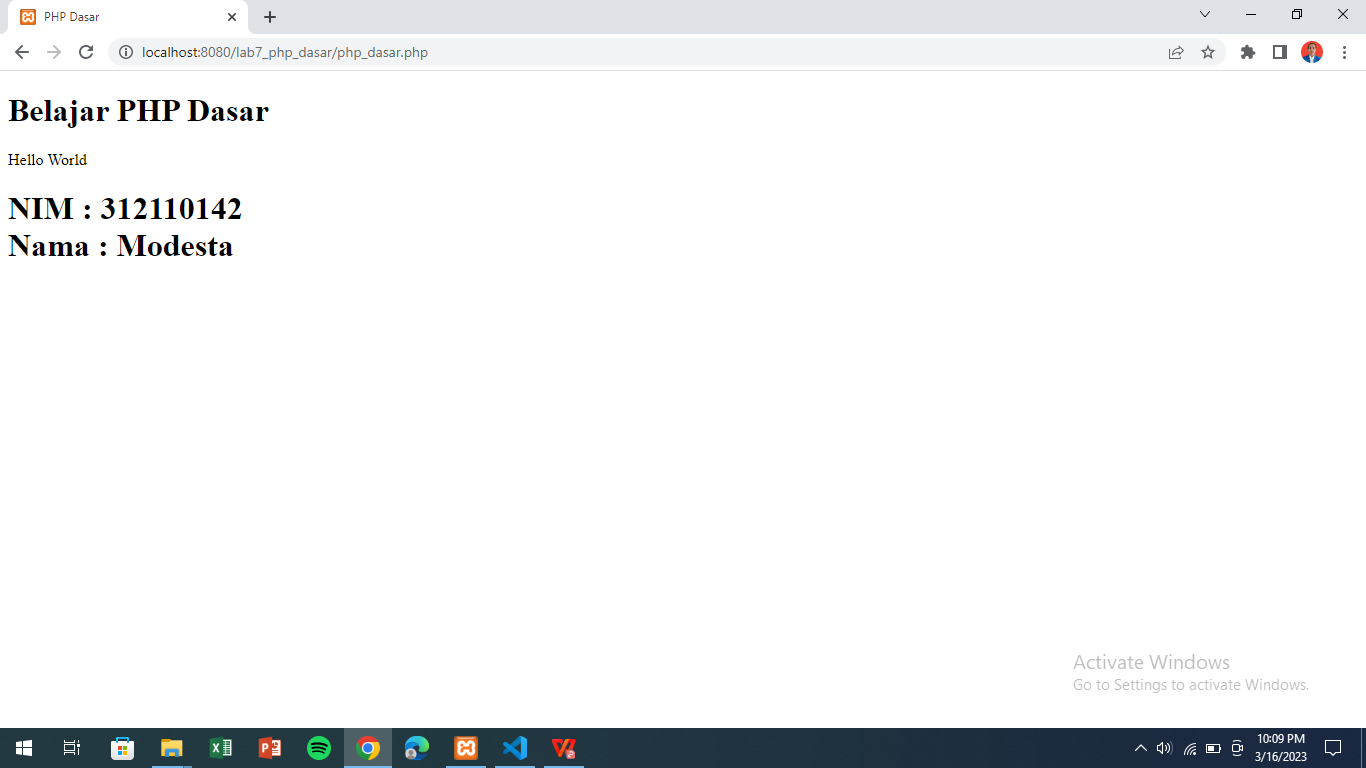 PHP Dasar
localhost:8080/lab7_php_dasar/php_dasar.php
Belajar PHP Dasar
Hello World
NIM : 312110142
Nama : Modesta
Activate Windows
Go to Settings to activate Windows.
10:09 PM
3/16/2023